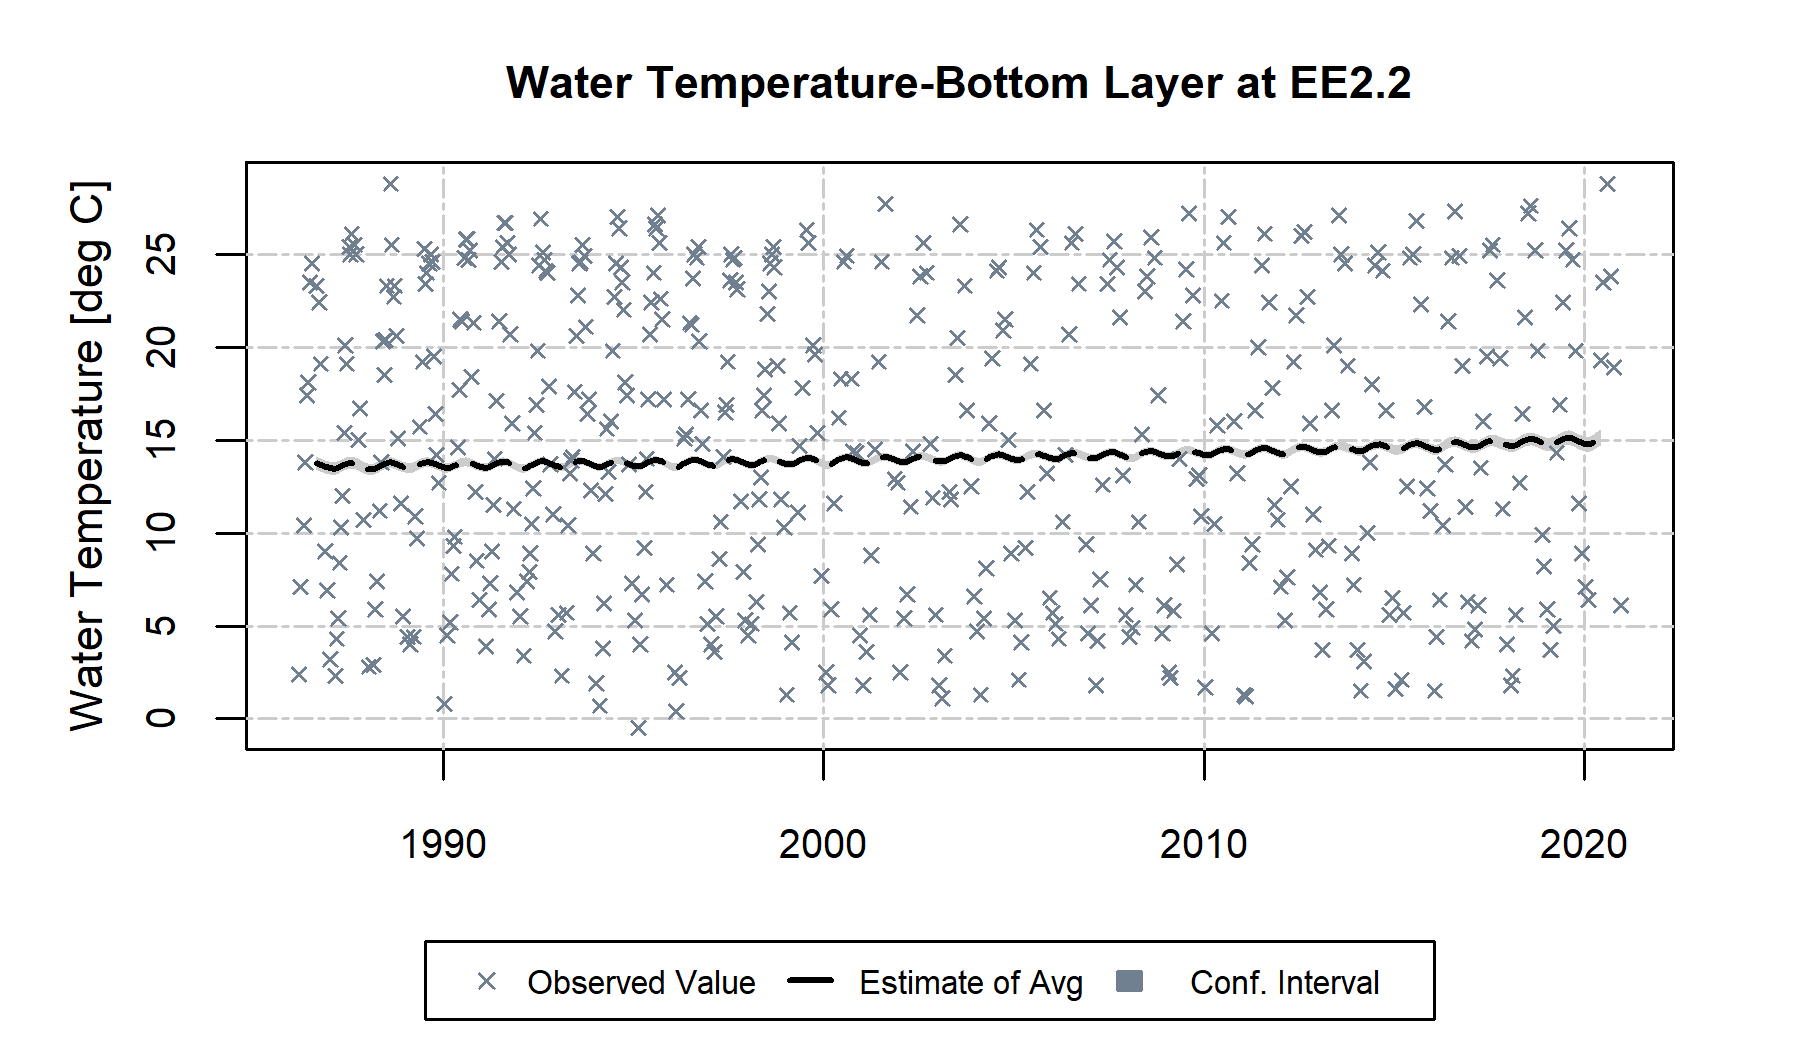 Water Temperature-Bottom Layer at EE2.2
Water Temperature [deg C]
25
20
15
10
5
0
1990 2000 2010 2020
Observed Value Estimate of Avg Conf. Interval